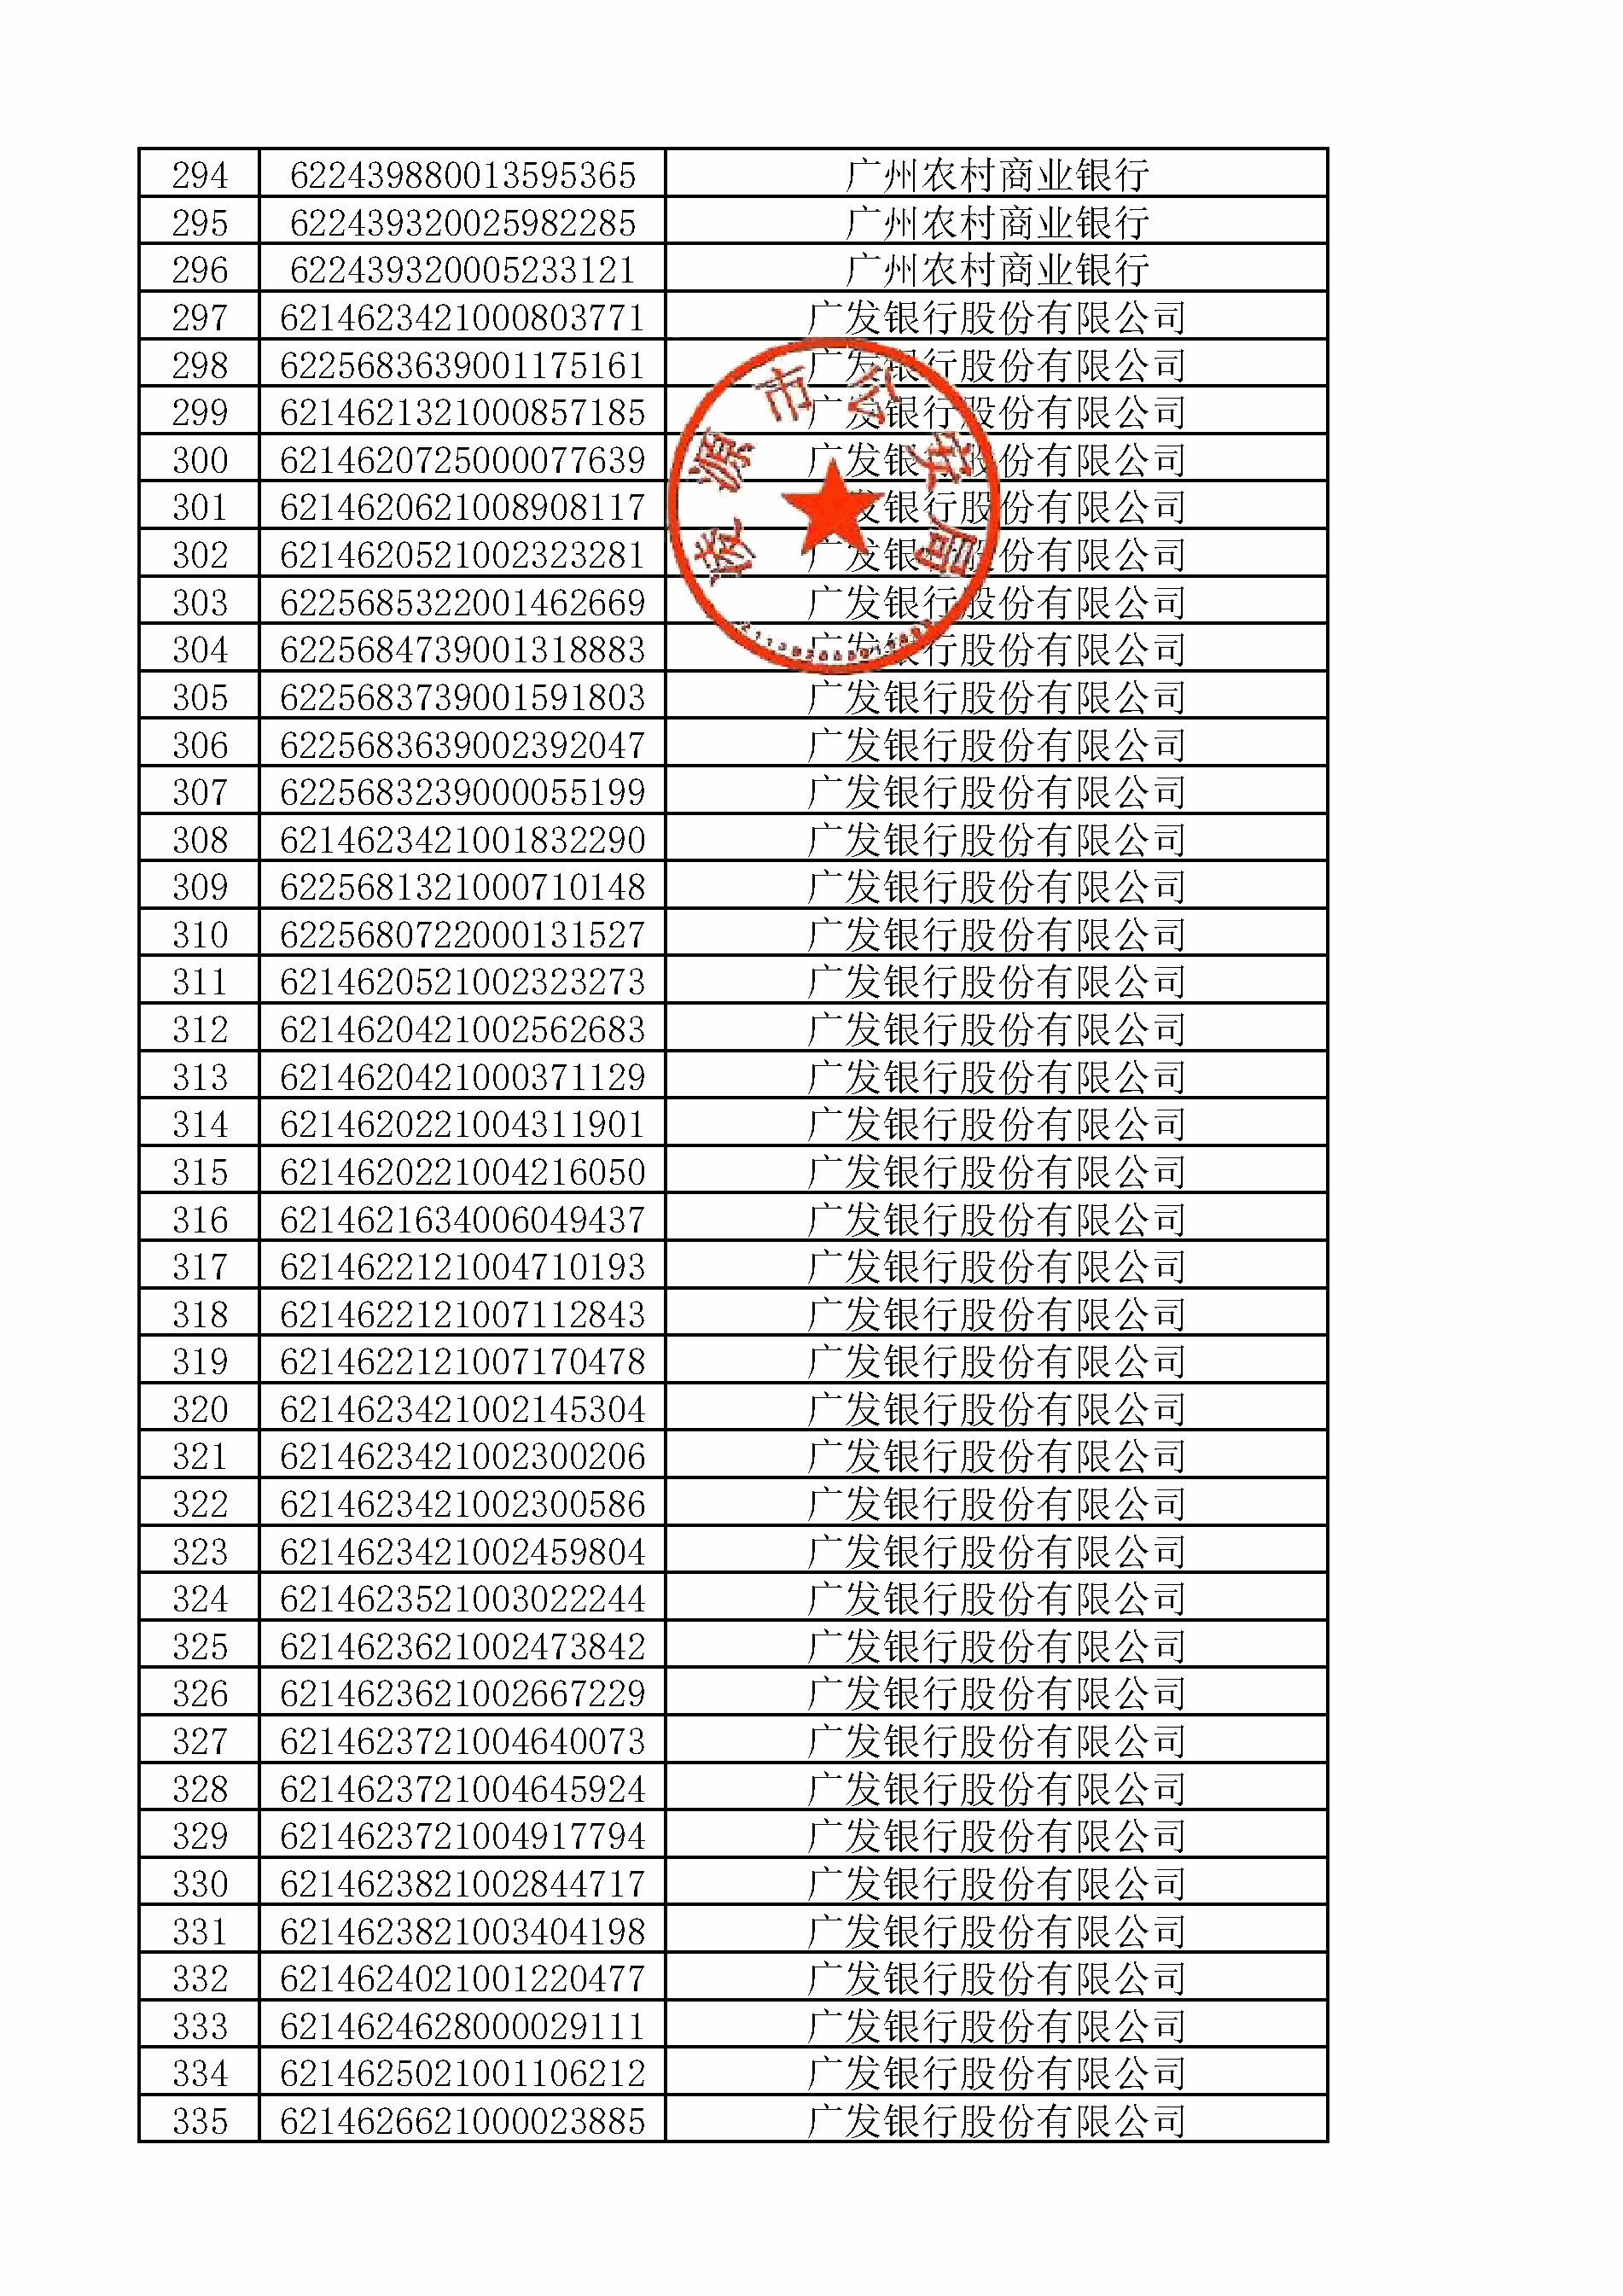 294 622439880013595365 广州农村商业银行
295 622439320025982285 广州农村商业银行
296 622439320005233121 广州农村商业银行
297 6214623421000803771 广发银行股份有限公司
298 6225683639001175161 广发银行股份有限公司
299 6214621321000857185 广发银行股份有限公司
300 6214620725000077639 广发银行股份有限公司
301 6214620621008908117 广发银行股份有限公司
302 6214620521002323281 广发银行股份有限公司
303 6225685322001462669 广发银行股份有限公司
304 6225684739001318883 广发银行股份有限公司
305 6225683739001591803 广发银行股份有限公司
306 6225683639002392047 广发银行股份有限公司
307 6225683239000055199 广发银行股份有限公司
308 6214623421001832290 广发银行股份有限公司
309 6225681321000710148 广发银行股份有限公司
310 6225680722000131527 广发银行股份有限公司
311 6214620521002323273 广发银行股份有限公司
312 6214620421002562683 广发银行股份有限公司
313 6214620421000371129 广发银行股份有限公司
314 6214620221004311901 广发银行股份有限公司
315 6214620221004216050 广发银行股份有限公司
316 6214621634006049437 广发银行股份有限公司
317 6214622121004710193 广发银行股份有限公司
318 6214622121007112843 广发银行股份有限公司
319 6214622121007170478 广发银行股份有限公司
320 6214623421002145304 广发银行股份有限公司
321 6214623421002300206 广发银行股份有限公司
322 6214623421002300586 广发银行股份有限公司
323 6214623421002459804 广发银行股份有限公司
324 6214623521003022244 广发银行股份有限公司
325 6214623621002473842 广发银行股份有限公司
326 6214623621002667229 广发银行股份有限公司
327 6214623721004640073 广发银行股份有限公司
328 6214623721004645924 广发银行股份有限公司
329 6214623721004917794 广发银行股份有限公司
330 6214623821002844717 广发银行股份有限公司
331 6214623821003404198 广发银行股份有限公司
332 6214624021001220477 广发银行股份有限公司
333 6214624628000029111 广发银行股份有限公司
334 6214625021001106212 广发银行股份有限公司
335 6214626621000023885 广发银行股份有限公司
凌源市公安局